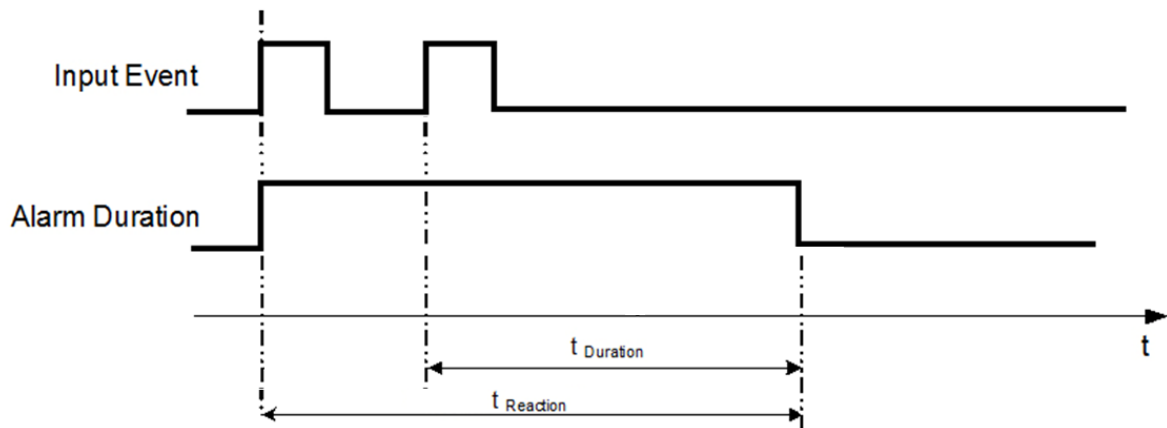 Input Event
Alarm Duration
t
t Duration
t Reaction